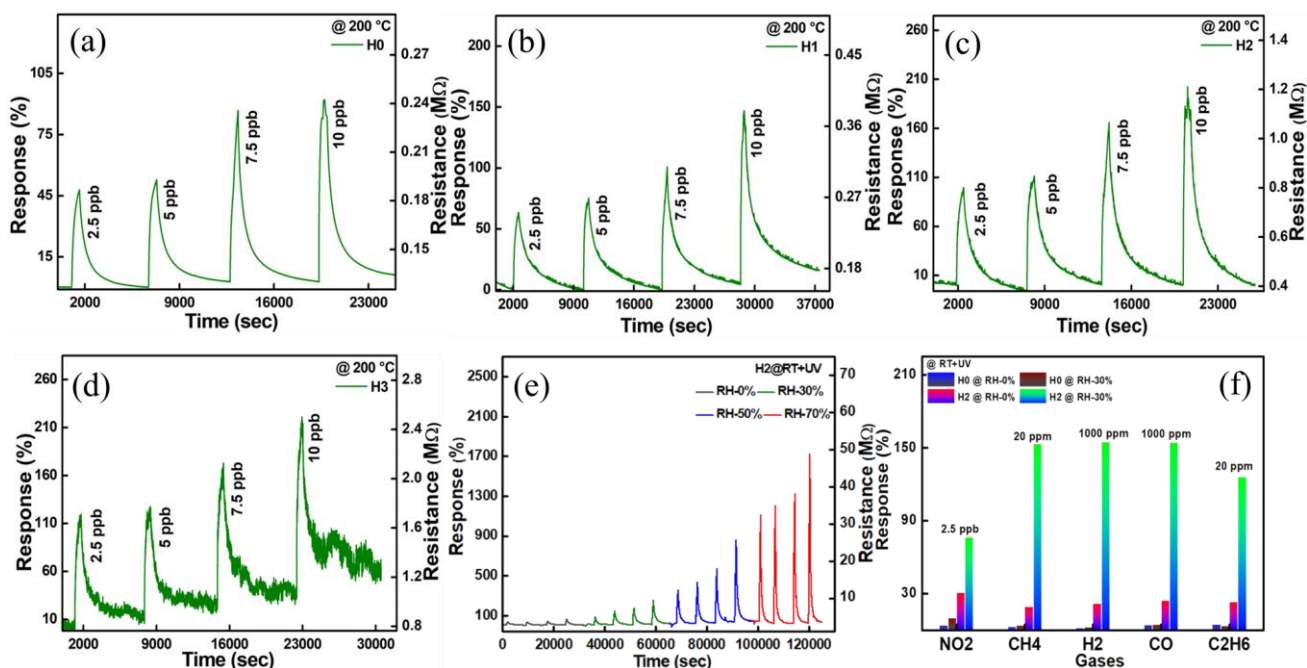 (a)
@ 200 °C
H0
Response (%)
105
75
45
15
0.27
0.24
0.21
0.18
0.15
Resistance (MΩ)
2.5 ppb
5 ppb
7.5 ppb
10 ppb
2000
9000
16000
23000
Time (sec)
(b)
@ 200 °C
H1
Response (%)
200
150
100
50
0
0.45
0.36
0.27
0.18
Resistance (MΩ)
2.5 ppb
5 ppb
7.5 ppb
10 ppb
2000
9000
16000
23000
30000
37000
Time (sec)
(c)
@ 200 °C
H2
Response (%)
260
210
160
110
60
10
1.4
1.2
1.0
0.8
0.6
0.4
Resistance (MΩ)
2.5 ppb
5 ppb
7.5 ppb
10 ppb
2000
9000
16000
23000
Time (sec)
(d)
@ 200 °C
H3
Response (%)
260
210
160
110
60
10
2.8
2.4
2.0
1.6
1.2
0.8
Resistance (MΩ)
2.5 ppb
5 ppb
7.5 ppb
10 ppb
2000
9000
16000
23000
30000
Time (sec)
(e)
H2@RT+UV
RH-0%
RH-30%
RH-50%
RH-70%
Response (%)
2500
2100
1700
1300
900
500
100
70
60
50
40
30
20
10
Resistance (MΩ)
0
20000
40000
60000
80000
100000
120000
Time (sec)
(f)
@ RT+UV
H0 @ RH-0%
H0 @ RH-30%
H2 @ RH-0%
H2 @ RH-30%
Response (%)
210
150
90
30
2.5 ppb
20 ppm
1000 ppm
1000 ppm
20 ppm
NO2
CH4
H2
CO
C2H6
Gases